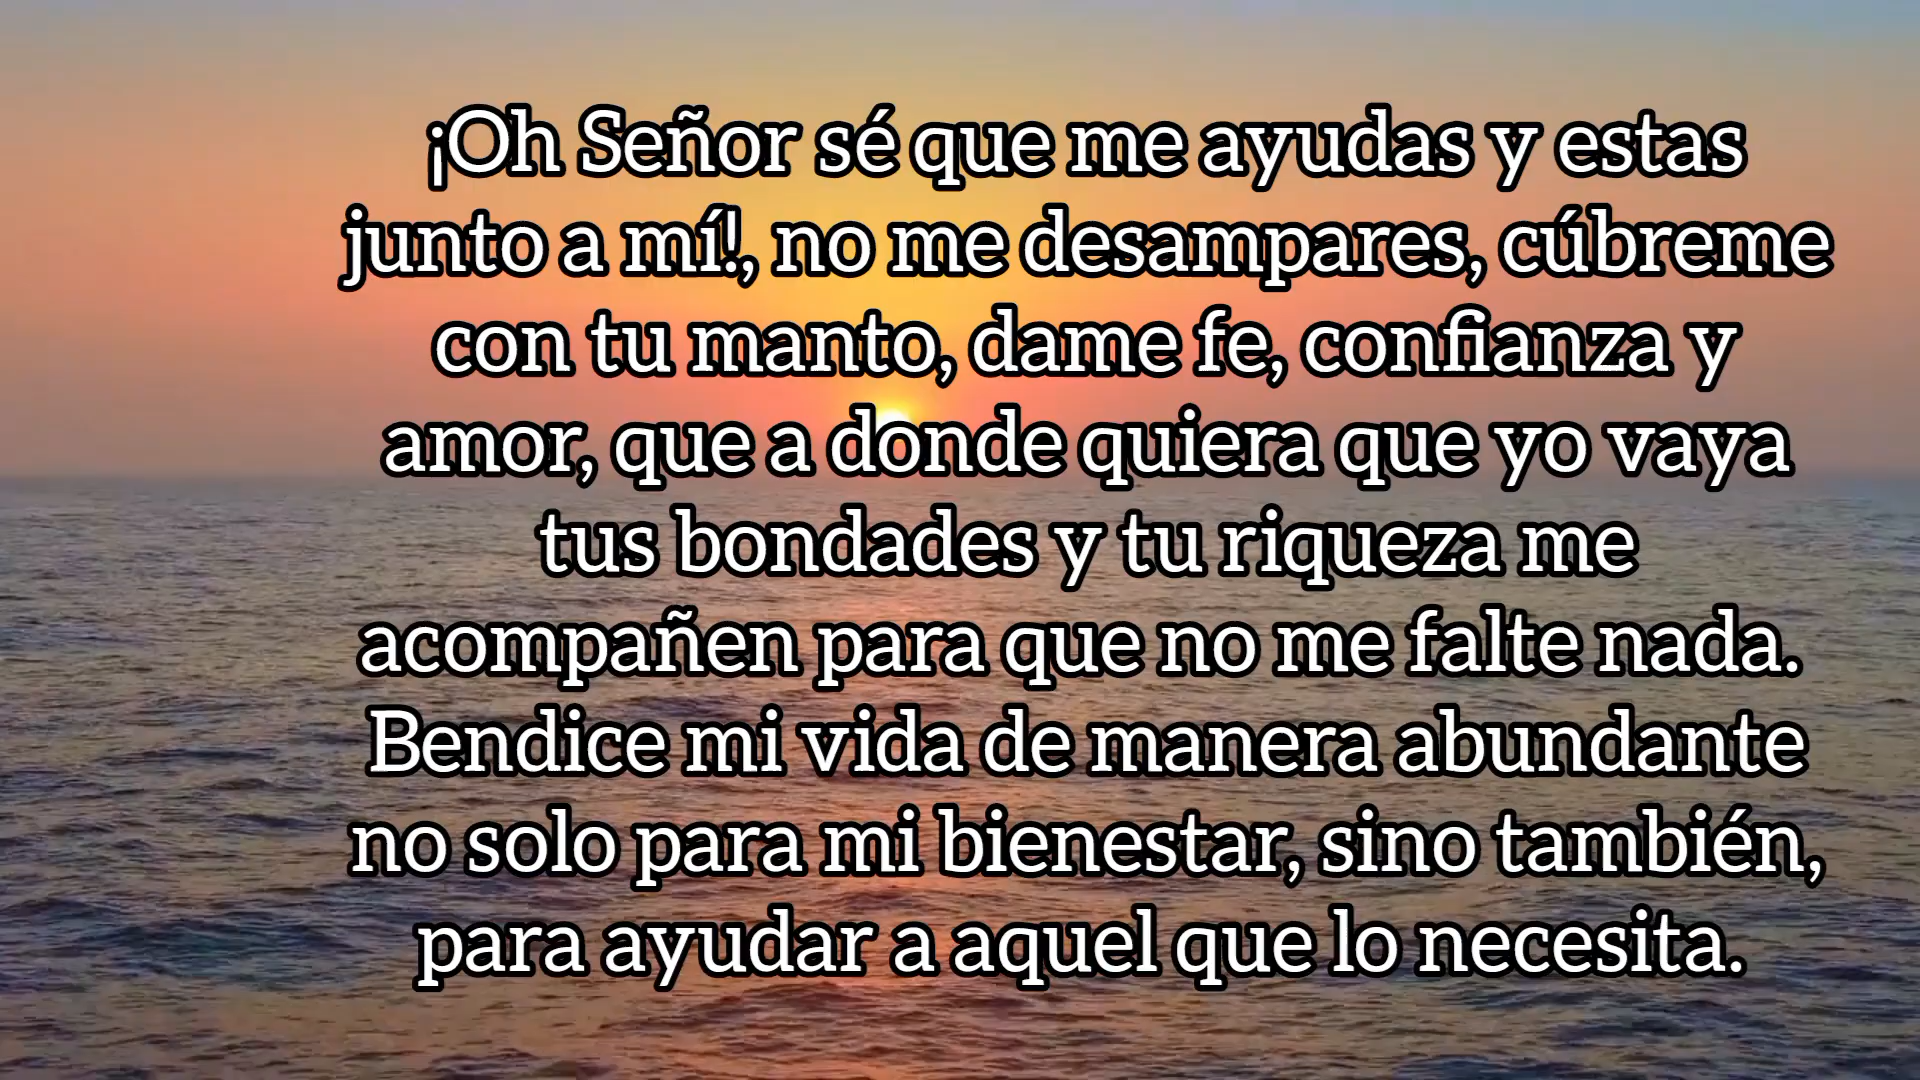 ¡Oh Señor sé que me ayudas y estas
junto a mí!, no me desampares, cúbreme
con tu manto, dame fe, confianza y
amor, que a donde quiera que yo vaya
tus bondades y tu riqueza me
acompañen para que no me falte nada.
Bendice mi vida de manera abundante
no solo para mi bienestar, sino también,
para ayudar a aquel que lo necesita.